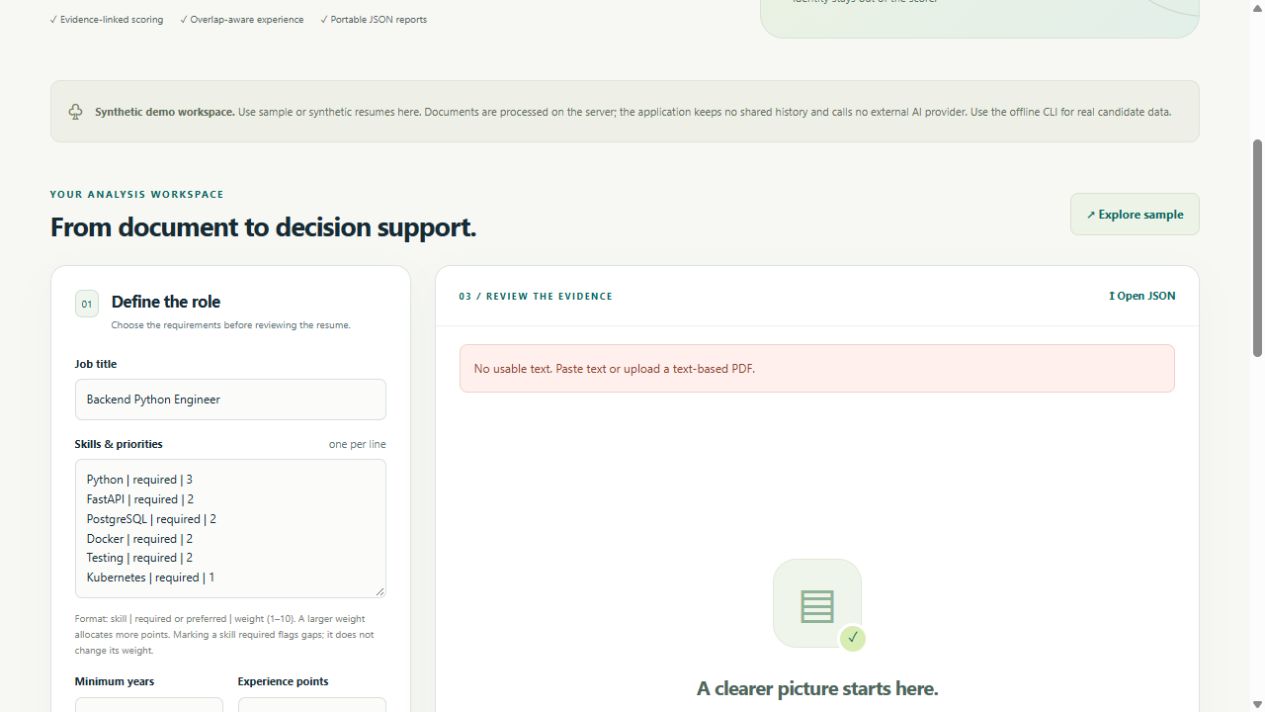 ✓ Evidence-linked scoring ✓ Overlap-aware experience ✓ Portable JSON reports
Synthetic demo workspace. Use sample or synthetic resumes here. Documents are processed on the server; the application keeps no shared history and calls no external AI provider. Use the offline CLI for real candidate data.
YOUR ANALYSIS WORKSPACE
From document to decision support.
↗ Explore sample
01
Define the role
Choose the requirements before reviewing the resume.
Job title
Backend Python Engineer
Skills & priorities
one per line
Python | required | 3
FastAPI | required | 2
PostgreSQL | required | 2
Docker | required | 2
Testing | required | 2
Kubernetes | required | 1
Format: skill | required or preferred | weight (1–10). A larger weight
allocates more points. Marking a skill required flags gaps; it does not
change its weight.
Minimum years
Experience points
03 / REVIEW THE EVIDENCE
Open JSON
No usable text. Paste text or upload a text-based PDF.
A clearer picture starts here.